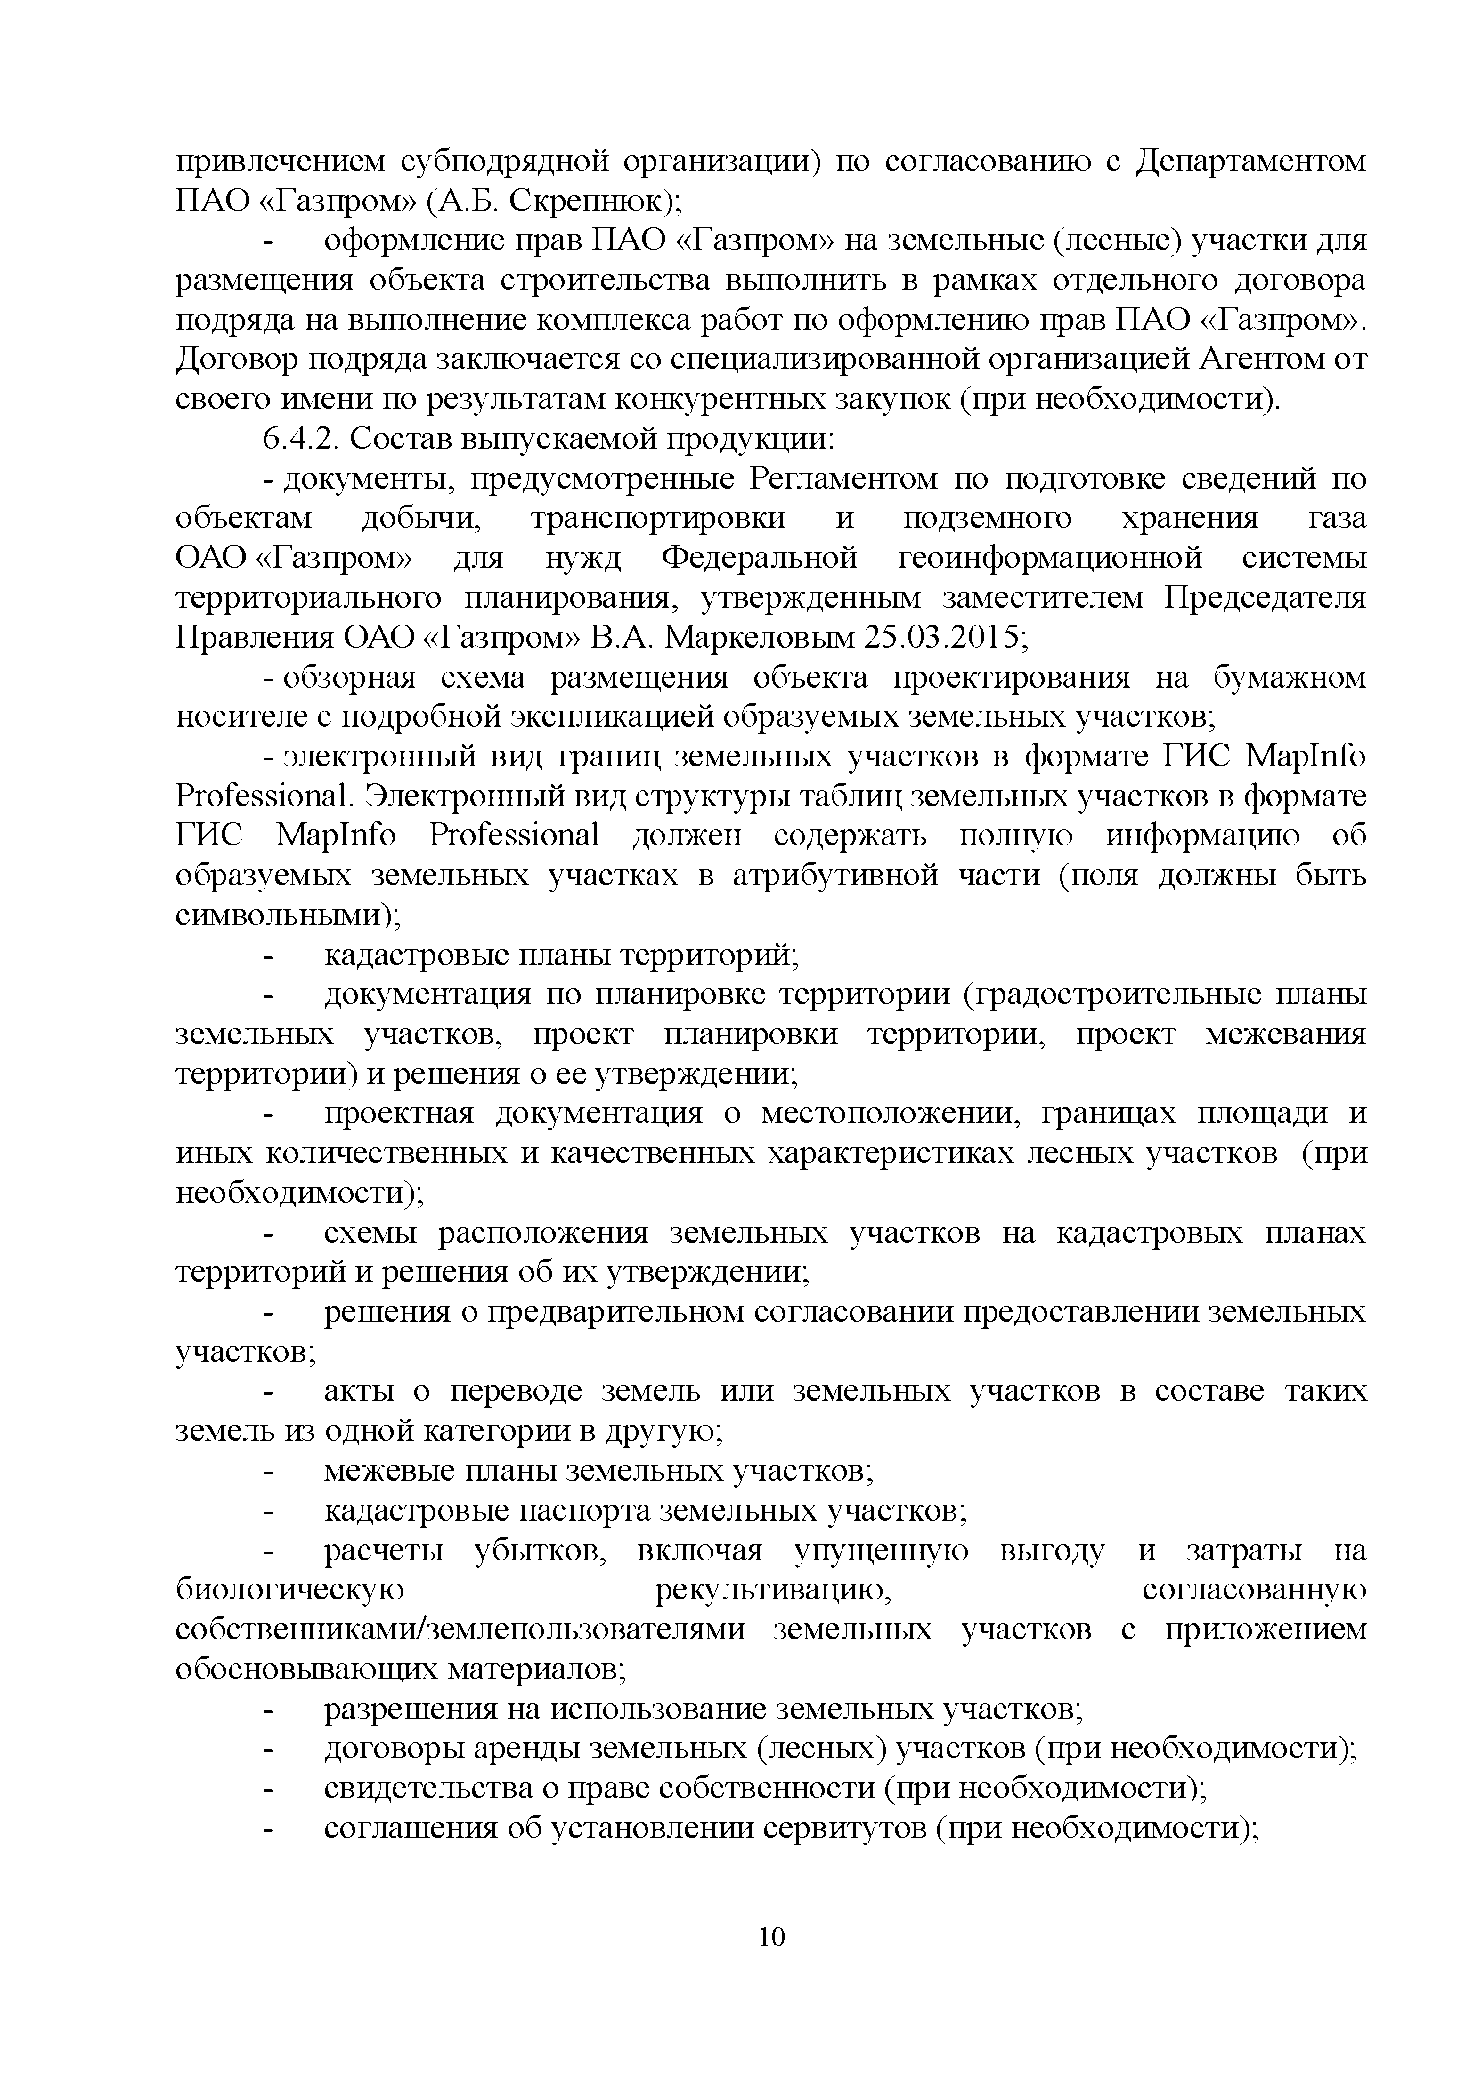 привлечением субподрядной организации) по согласованию с Департаментом
ПАО «Газпром» (А.Б. Скрепнюк);
- оформление прав ПАО «Газпром» на земельные (лесные) участки для
размещения объекта строительства выполнить в рамках отдельного договора
подряда на выполнение комплекса работ по оформлению прав ПАО «Газпром».
Договор подряда заключается со специализированной организацией Агентом от
своего имени по результатам конкурентных закупок (при необходимости).
6.4.2. Состав выпускаемой продукции:
- документы, предусмотренные Регламентом по подготовке сведений по
объектам добычи, транспортировки и подземного хранения газа
ОАО «Газпром» для нужд Федеральной геоинформационной системы
территориального планирования, утвержденным заместителем Председателя
Правления ОАО «Газпром» В.А. Маркеловым 25.03.2015;
- обзорная схема размещения объекта проектирования на бумажном
носителе с подробной экспликацией образуемых земельных участков;
- электронный вид границ земельных участков в формате ГИС MapInfo
Professional. Электронный вид структуры таблиц земельных участков в формате
ГИС MapInfo Professional должен содержать полную информацию об
образуемых земельных участках в атрибутивной части (поля должны быть
символьными);
- кадастровые планы территорий;
- документация по планировке территории (градостроительные планы
земельных участков, проект планировки территории, проект межевания
территории) и решения о ее утверждении;
- проектная документация о местоположении, границах площади и
иных количественных и качественных характеристиках лесных участков (при
необходимости);
- схемы расположения земельных участков на кадастровых планах
территорий и решения об их утверждении;
- решения о предварительном согласовании предоставлении земельных
участков;
- акты о переводе земель или земельных участков в составе таких
земель из одной категории в другую;
- межевые планы земельных участков;
- кадастровые паспорта земельных участков;
- расчеты убытков, включая упущенную выгоду и затраты на
биологическую рекультивацию, согласованную
собственниками/землепользователями земельных участков с приложением
обосновывающих материалов;
- разрешения на использование земельных участков;
- договоры аренды земельных (лесных) участков (при необходимости);
- свидетельства о праве собственности (при необходимости);
- соглашения об установлении сервитутов (при необходимости);
10